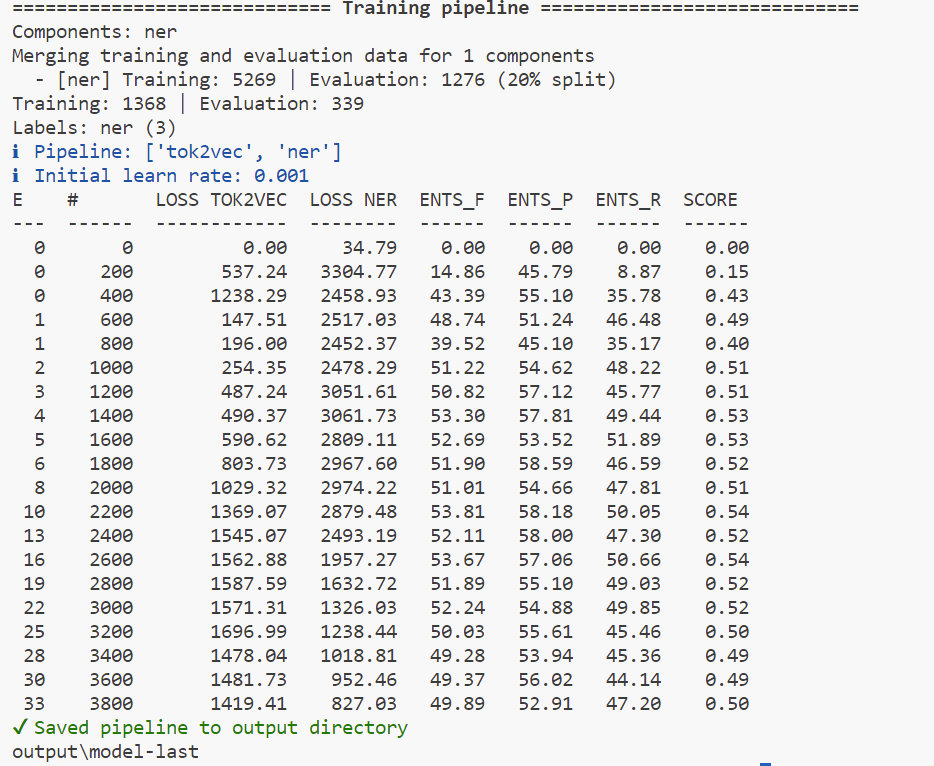 ============================= Training pipeline =============================
Components: ner
Merging training and evaluation data for 1 components
  - [ner] Training: 5269 | Evaluation: 1276 (20% split)
Training: 1368 | Evaluation: 339
Labels: ner (3)
ℹ Pipeline: ['tok2vec', 'ner']
ℹ Initial learn rate: 0.001
E    #       LOSS TOK2VEC  LOSS NER  ENTS_F  ENTS_P  ENTS_R  SCORE
---  ------  ------------  --------  ------  ------  ------  ------
  0       0          0.00     34.79    0.00    0.00    0.00    0.00
  0     200        537.24   3304.77   14.86   45.79    8.87    0.15
  0     400       1238.29   2458.93   43.39   55.10   35.78    0.43
  1     600        147.51   2517.03   48.74   51.24   46.48    0.49
  1     800        196.00   2452.37   39.52   45.10   35.17    0.40
  2    1000        254.35   2478.29   51.22   54.62   48.22    0.51
  3    1200        487.24   3051.61   50.82   57.12   45.77    0.51
  4    1400        490.37   3061.73   53.30   57.81   49.44    0.53
  5    1600        590.62   2809.11   52.69   53.52   51.89    0.53
  6    1800        803.73   2967.60   51.90   58.59   46.59    0.52
  8    2000       1029.32   2974.22   51.01   54.66   47.81    0.51
 10    2200       1369.07   2879.48   53.81   58.18   50.05    0.54
 13    2400       1545.07   2493.19   52.11   58.00   47.30    0.52
 16    2600       1562.88   1957.27   53.67   57.06   50.66    0.54
 19    2800       1587.59   1632.72   51.89   55.10   49.03    0.52
 22    3000       1571.31   1326.03   52.24   54.88   49.85    0.52
 25    3200       1696.99   1238.44   50.03   55.61   45.46    0.50
 28    3400       1478.04   1018.81   49.28   53.94   45.36    0.49
 30    3600       1481.73    952.46   49.37   56.02   44.14    0.49
 33    3800       1419.41    827.03   49.89   52.91   47.20    0.50
✔ Saved pipeline to output directory
output\model-last